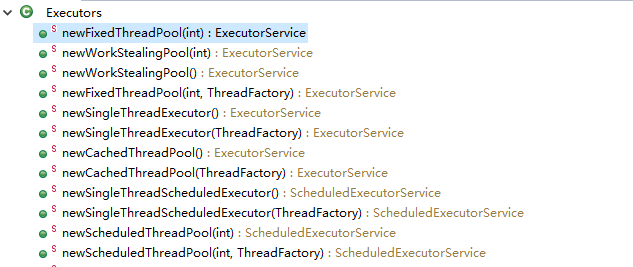 Executors
newFixedThreadPool(int) : ExecutorService
newWorkStealingPool(int) : ExecutorService
newWorkStealingPool() : ExecutorService
newFixedThreadPool(int, ThreadFactory) : ExecutorService
newSingleThreadExecutor() : ExecutorService
newSingleThreadExecutor(ThreadFactory) : ExecutorService
newCachedThreadPool() : ExecutorService
newCachedThreadPool(ThreadFactory) : ExecutorService
newSingleThreadScheduledExecutor() : ScheduledExecutorService
newSingleThreadScheduledExecutor(ThreadFactory) : ScheduledExecutorService
newScheduledThreadPool(int) : ScheduledExecutorService
newScheduledThreadPool(int, ThreadFactory) : ScheduledExecutorService